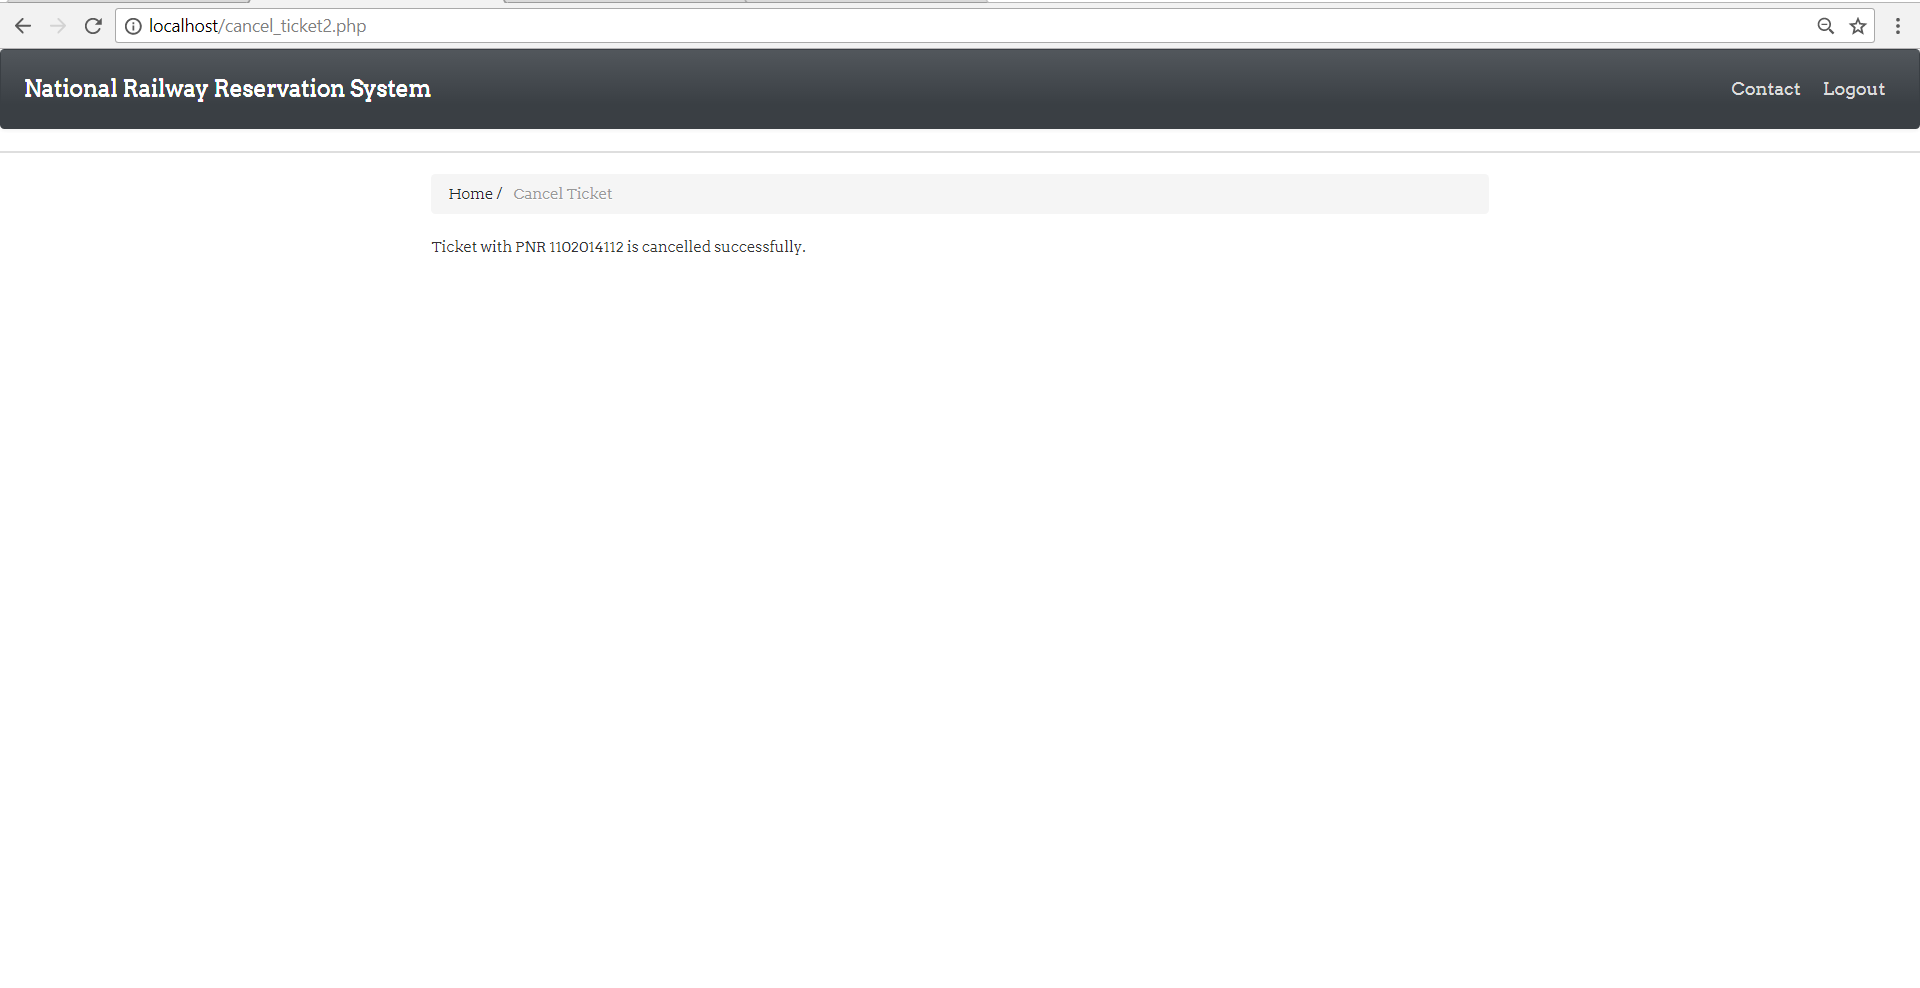 localhost/cancel_ticket2.php
National Railway Reservation System
Contact Logout
Home / Cancel Ticket
Ticket with PNR 1102014112 is cancelled successfully.